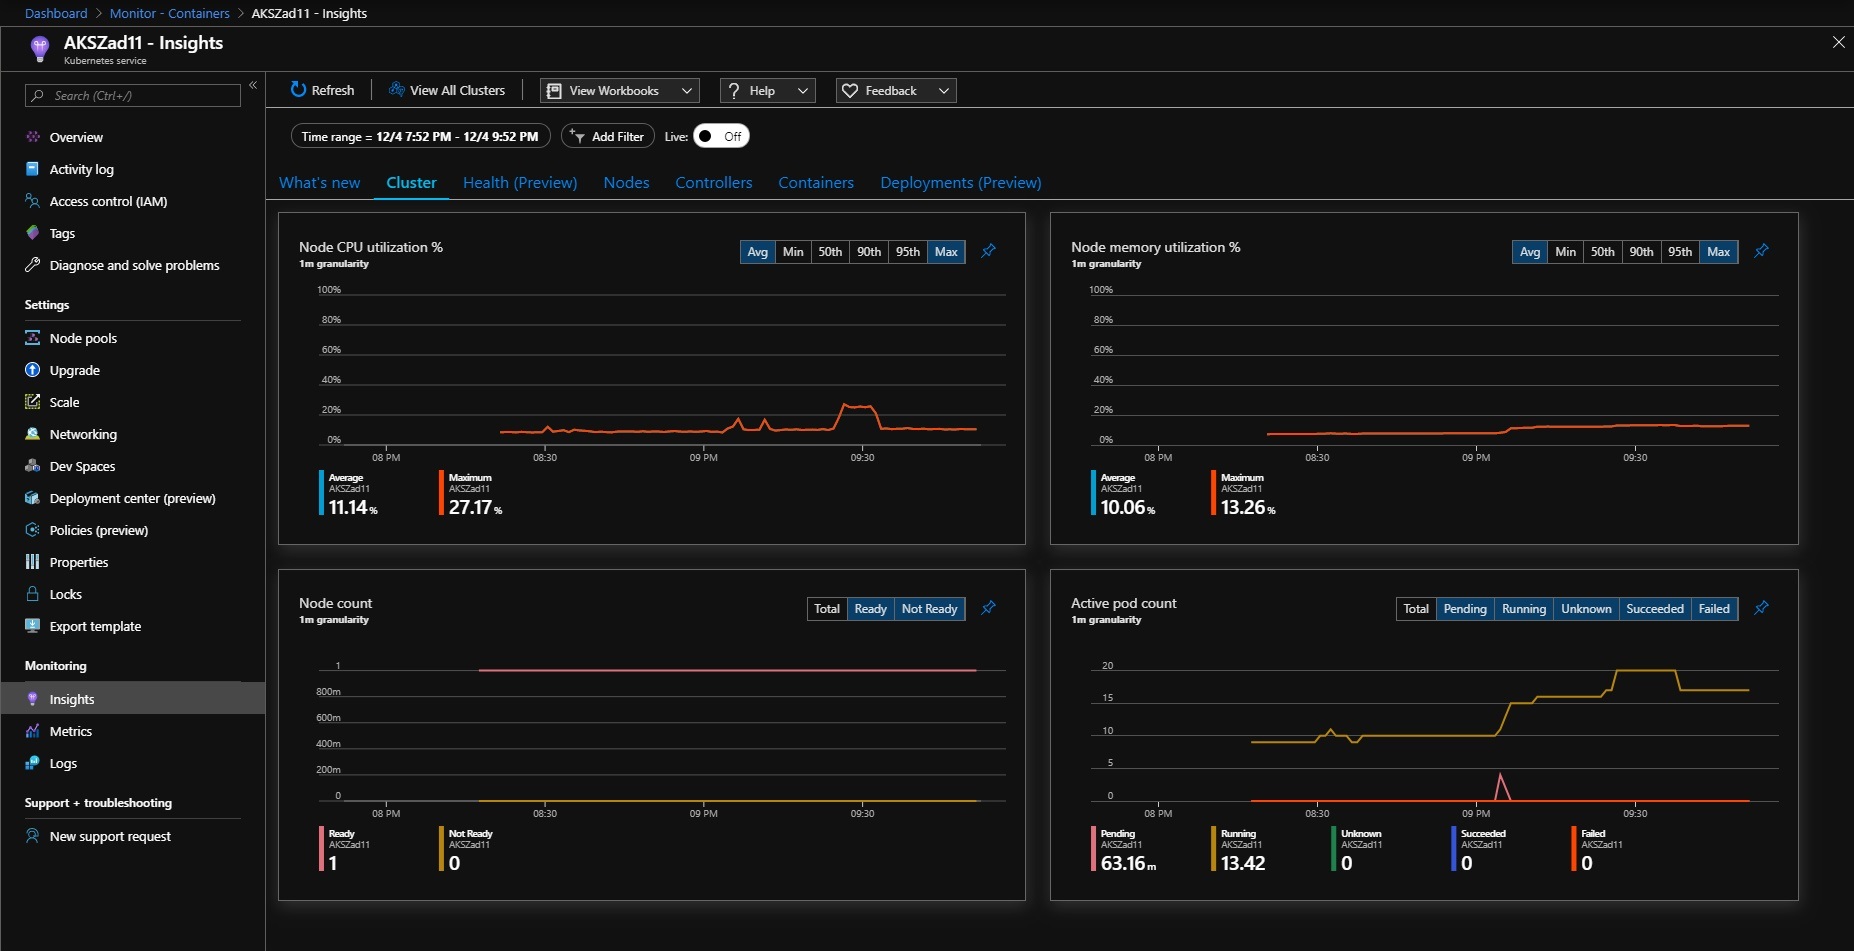 Dashboard > Monitor - Containers > AKSZad11 - Insights
AKSZad11 - Insights
Kubernetes service
Search (Ctrl+/)
«
Overview
Activity log
Access control (IAM)
Tags
Diagnose and solve problems
Settings
Node pools
Upgrade
Scale
Networking
Dev Spaces
Deployment center (preview)
Policies (preview)
Properties
Locks
Export template
Monitoring
Insights
Metrics
Logs
Support + troubleshooting
New support request
Refresh View All Clusters View Workbooks ? Help Feedback
Time range = 12/4 7:52 PM - 12/4 9:52 PM Add Filter Live: Off
What's new Cluster Health (Preview) Nodes Controllers Containers Deployments (Preview)
Node CPU utilization %
1m granularity
Avg Min 50th 90th 95th Max
100%
80%
60%
40%
20%
0%
08 PM 08:30 09 PM 09:30
Average
AKSZad11
11.14 %
Maximum
AKSZad11
27.17 %
Node memory utilization %
1m granularity
Avg Min 50th 90th 95th Max
100%
80%
60%
40%
20%
0%
08 PM 08:30 09 PM 09:30
Average
AKSZad11
10.06 %
Maximum
AKSZad11
13.26 %
Node count
1m granularity
Total Ready Not Ready
1
800m
600m
400m
200m
0
08 PM 08:30 09 PM 09:30
Ready
AKSZad11
1
Not Ready
AKSZad11
0
Active pod count
1m granularity
Total Pending Running Unknown Succeeded Failed
20
15
10
5
0
08 PM 08:30 09 PM 09:30
Pending
AKSZad11
63.16 m
Running
AKSZad11
13.42
Unknown
AKSZad11
0
Succeeded
AKSZad11
0
Failed
AKSZad11
0